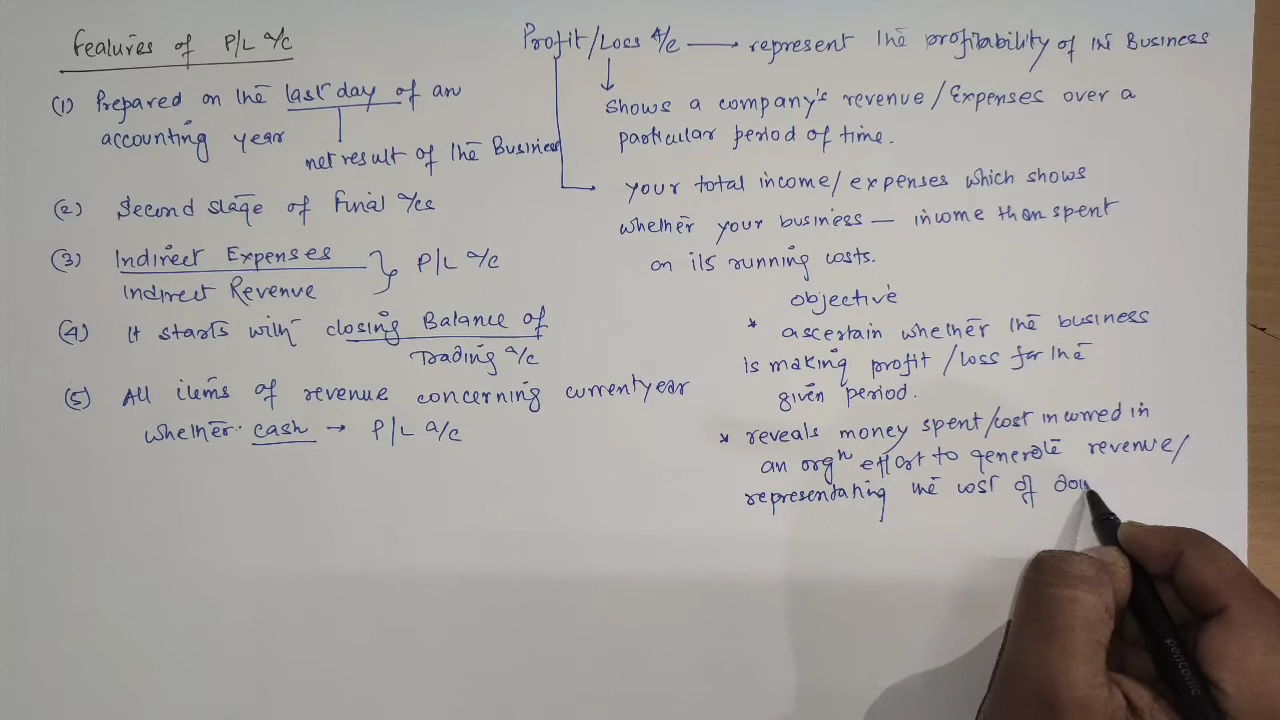 Features of P/L a/c
(1) Prepared on the last day of an
accounting year
net result of the Business
(2) Second stage of Final a/cs
(3) Indirect Expenses
Indirect Revenue
P/L a/c
(4) It starts with closing Balance of
Trading a/c
(5) All items of revenue concerning current year
whether cash → P/L a/c
Profit/Loss A/c — represent the profitability of the Business
shows a company's revenue/Expenses over a
particular period of time.
your total income/expenses which shows
whether your business — income than spent
on its running costs.
objective
* ascertain whether the business
is making profit/loss for the
given period.
* reveals money spent/cost incurred in
an orgn effort to generate revenue/
representating the cost of
penconic